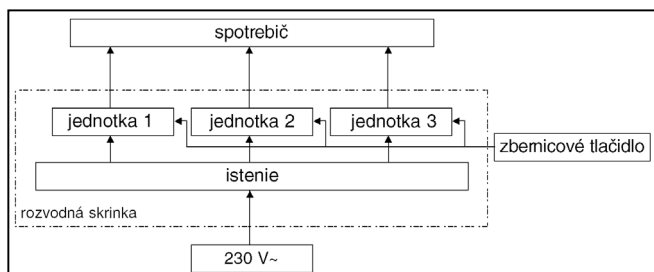 spotrebič
jednotka 1
jednotka 2
jednotka 3
zbernicové tlačidlo
istenie
rozvodná skrinka
230 V~